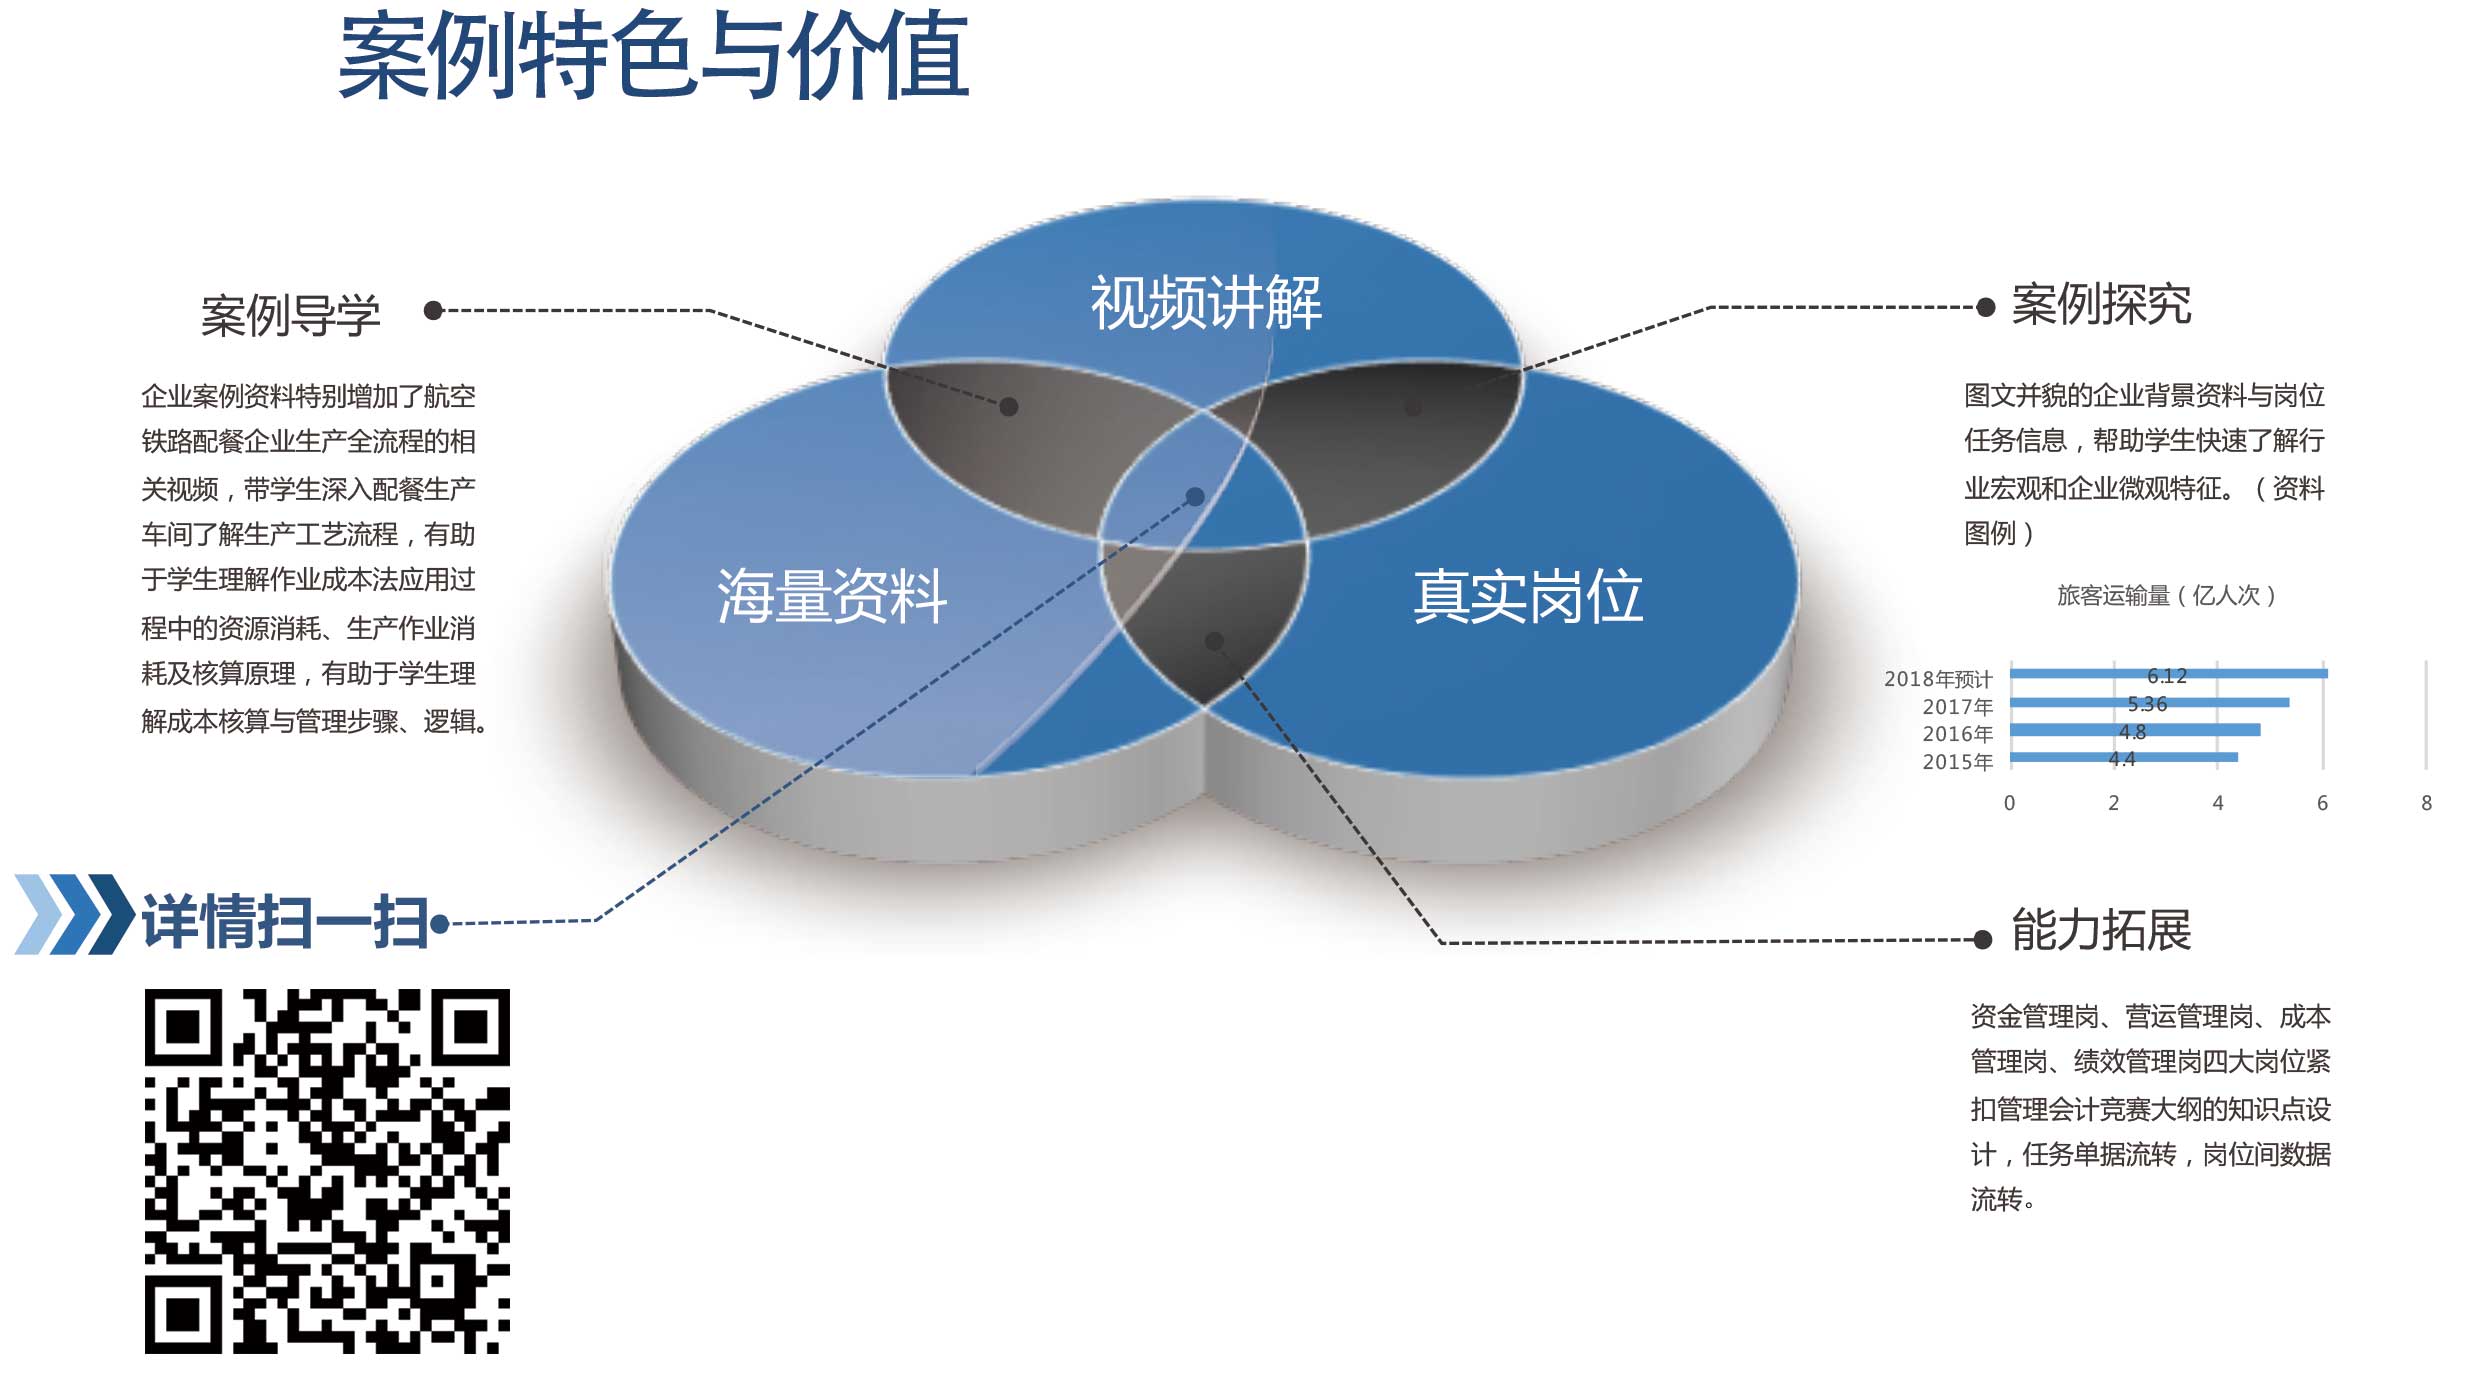 案例特色与价值
视频讲解
海量资料
真实岗位
案例导学
企业案例资料特别增加了航空
铁路配餐企业生产全流程的相
关视频，带学生深入配餐生产
车间了解生产工艺流程，有助
于学生理解作业成本法应用过
程中的资源消耗、生产作业消
耗及核算原理，有助于学生理
解成本核算与管理步骤、逻辑。
案例探究
图文并貌的企业背景资料与岗位
任务信息，帮助学生快速了解行
业宏观和企业微观特征。（资料
图例）
旅客运输量（亿人次）
2018年预计 6.12
2017年 5.36
2016年 4.8
2015年 4.4
0 2 4 6 8
详情扫一扫
能力拓展
资金管理岗、营运管理岗、成本
管理岗、绩效管理岗四大岗位紧
扣管理会计竞赛大纲的知识点设
计，任务单据流转，岗位间数据
流转。